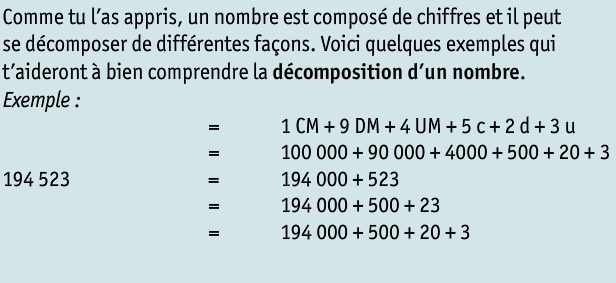 Comme tu l'as appris, un nombre est composé de chiffres et il peut
se décomposer de différentes façons. Voici quelques exemples qui
t'aideront à bien comprendre la décomposition d'un nombre.
Exemple :
= 1 CM + 9 DM + 4 UM + 5 c + 2 d + 3 u
= 100 000 + 90 000 + 4000 + 500 + 20 + 3
194 523 = 194 000 + 523
= 194 000 + 500 + 23
= 194 000 + 500 + 20 + 3